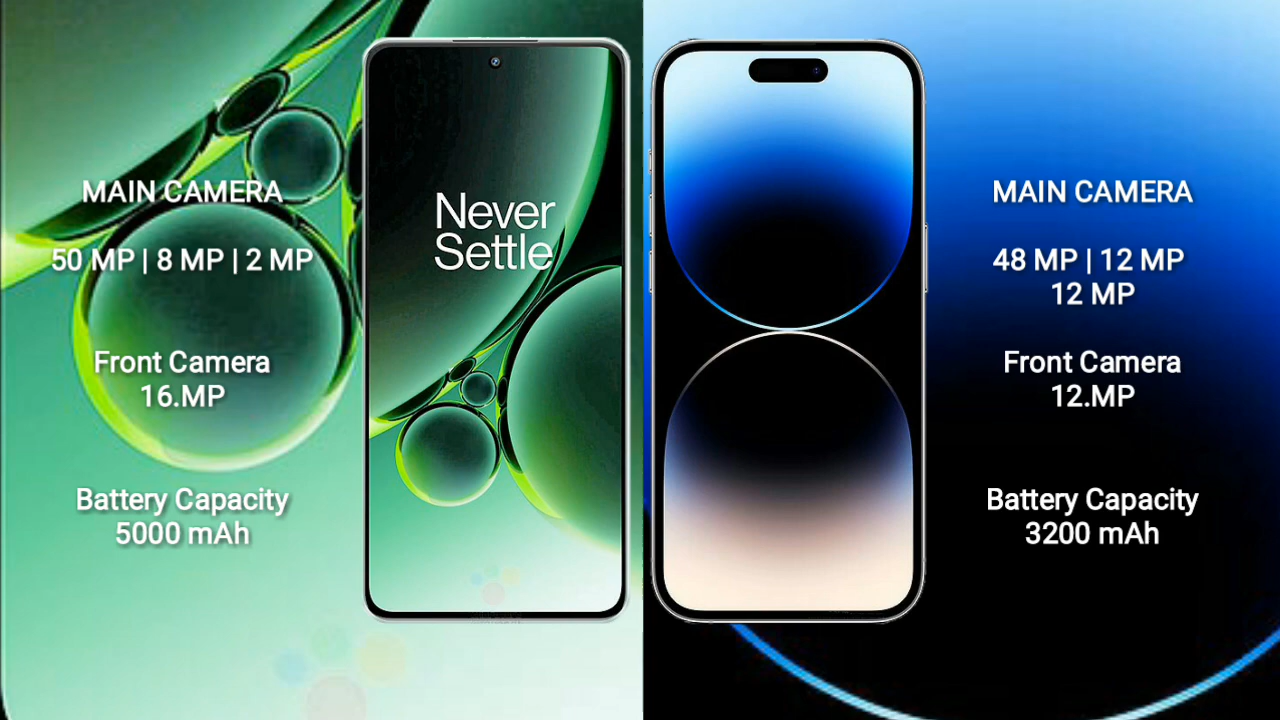 MAIN CAMERA
50 MP | 8 MP | 2 MP
Front Camera
16.MP
Battery Capacity
5000 mAh
Never
Settle
MAIN CAMERA
48 MP | 12 MP
12 MP
Front Camera
12.MP
Battery Capacity
3200 mAh